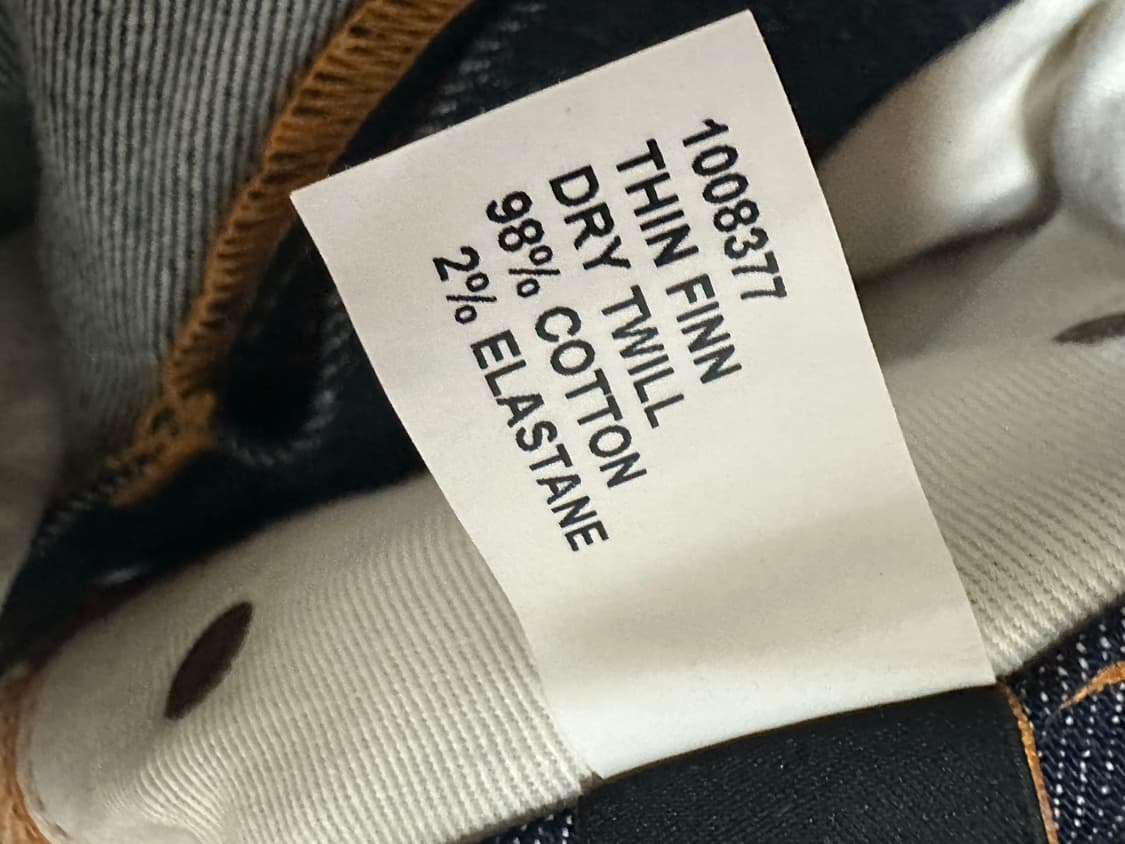 1008377
THIN FINN
DRY TWILL
98% COTTON
2% ELASTANE